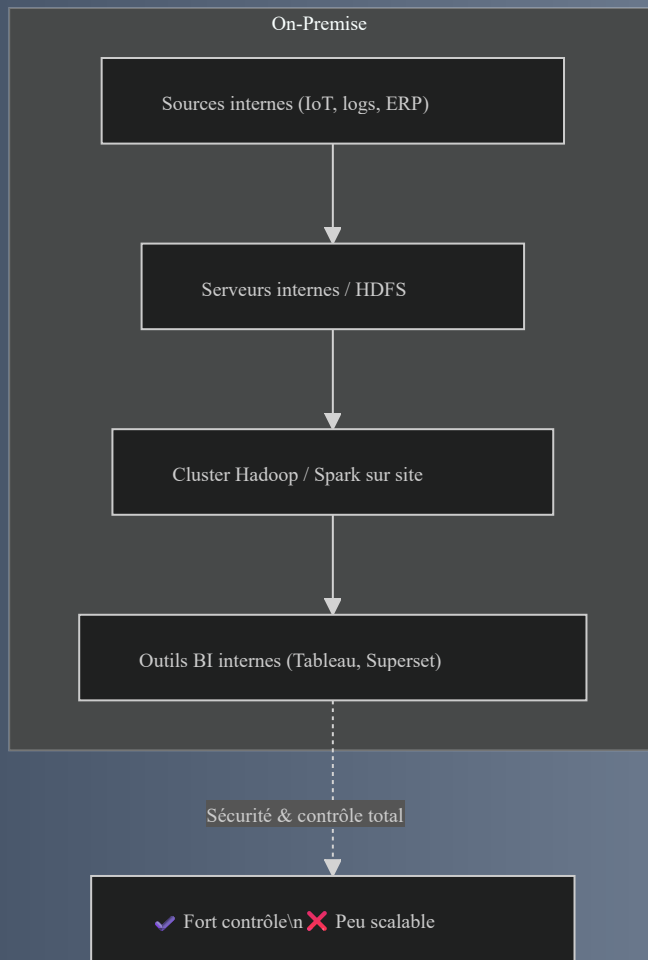 On-Premise
Sources internes (IoT, logs, ERP)
Serveurs internes / HDFS
Cluster Hadoop / Spark sur site
Outils BI internes (Tableau, Superset)
Sécurité & contrôle total
✔ Fort contrôle\n ❌ Peu scalable